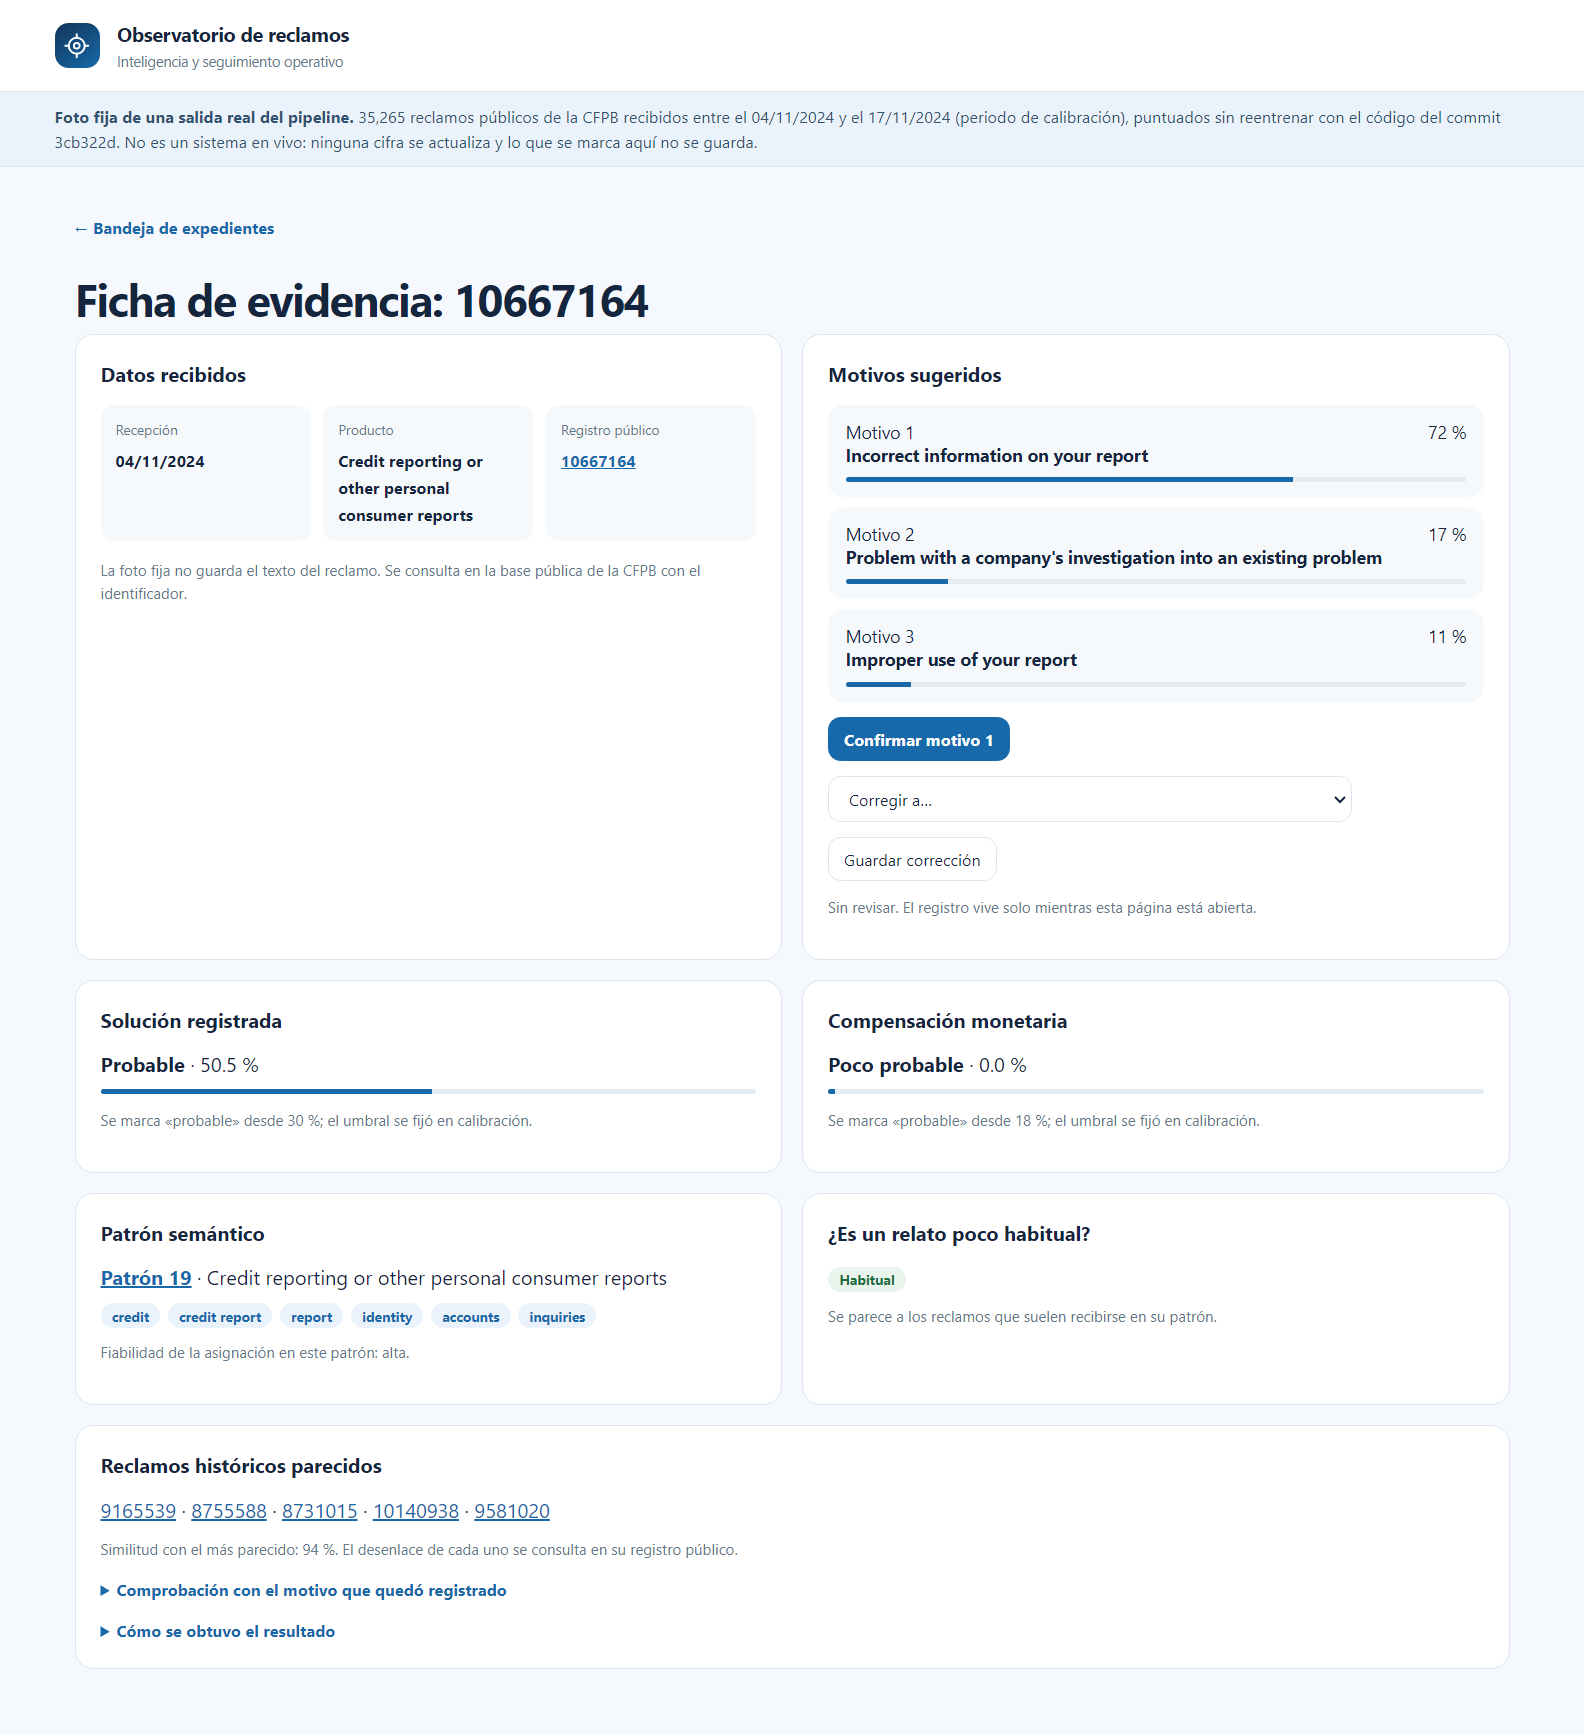 Observatorio de reclamos
Inteligencia y seguimiento operativo
Foto fija de una salida real del pipeline. 35,265 reclamos públicos de la CFPB recibidos entre el 04/11/2024 y el 17/11/2024 (periodo de calibración), puntuados sin reentrenar con el código del commit
3cb322d. No es un sistema en vivo: ninguna cifra se actualiza y lo que se marca aquí no se guarda.
← Bandeja de expedientes
Ficha de evidencia: 10667164
Datos recibidos
Recepción
04/11/2024
Producto
Credit reporting or
other personal
consumer reports
Registro público
10667164
La foto fija no guarda el texto del reclamo. Se consulta en la base pública de la CFPB con el
identificador.
Motivos sugeridos
Motivo 1 72 %
Incorrect information on your report
Motivo 2 17 %
Problem with a company's investigation into an existing problem
Motivo 3 11 %
Improper use of your report
Confirmar motivo 1
Corregir a...
Guardar corrección
Sin revisar. El registro vive solo mientras esta página está abierta.
Solución registrada
Probable · 50.5 %
Se marca «probable» desde 30 %; el umbral se fijó en calibración.
Compensación monetaria
Poco probable · 0.0 %
Se marca «probable» desde 18 %; el umbral se fijó en calibración.
Patrón semántico
Patrón 19 · Credit reporting or other personal consumer reports
credit credit report report identity accounts inquiries
Fiabilidad de la asignación en este patrón: alta.
¿Es un relato poco habitual?
Habitual
Se parece a los reclamos que suelen recibirse en su patrón.
Reclamos históricos parecidos
9165539 · 8755588 · 8731015 · 10140938 · 9581020
Similitud con el más parecido: 94 %. El desenlace de cada uno se consulta en su registro público.
▶ Comprobación con el motivo que quedó registrado
▶ Cómo se obtuvo el resultado